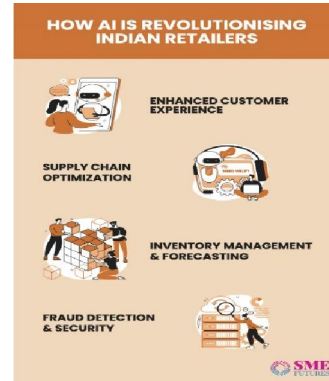 HOW AI IS REVOLUTIONISING
INDIAN RETAILERS
ENHANCED CUSTOMER
EXPERIENCE
SUPPLY CHAIN
OPTIMIZATION
INVENTORY MANAGEMENT
& FORECASTING
FRAUD DETECTION
& SECURITY
SME
FUTURES